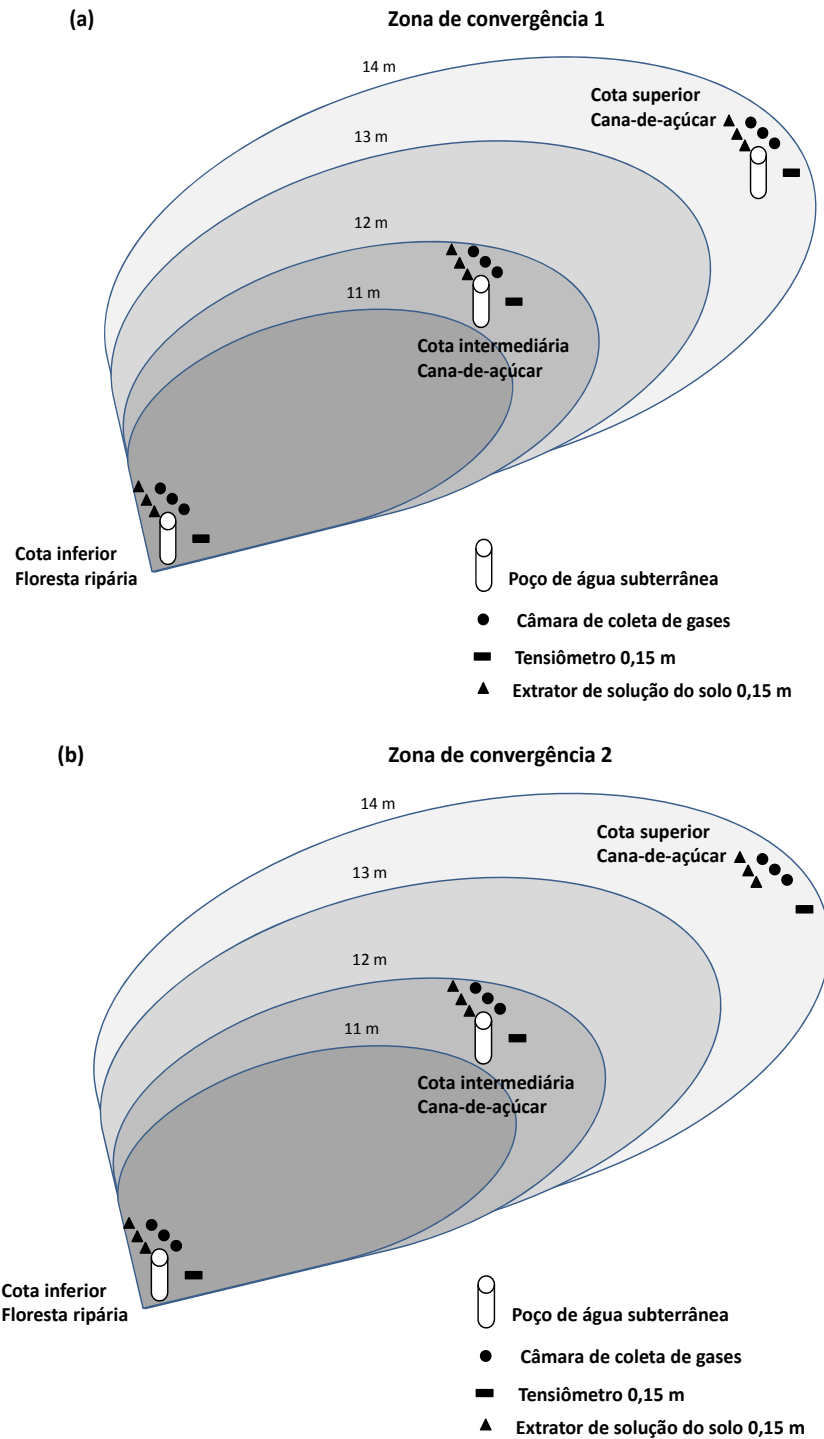 (a)
Zona de convergência 1
14 m
Cota superior
Cana-de-açúcar
13 m
12 m
11 m
Cota intermediária
Cana-de-açúcar
Cota inferior
Floresta ripária
Poço de água subterrânea
Câmara de coleta de gases
Tensiômetro 0,15 m
Extrator de solução do solo 0,15 m
(b)
Zona de convergência 2
14 m
Cota superior
Cana-de-açúcar
13 m
12 m
11 m
Cota intermediária
Cana-de-açúcar
Cota inferior
Floresta ripária
Poço de água subterrânea
Câmara de coleta de gases
Tensiômetro 0,15 m
Extrator de solução do solo 0,15 m